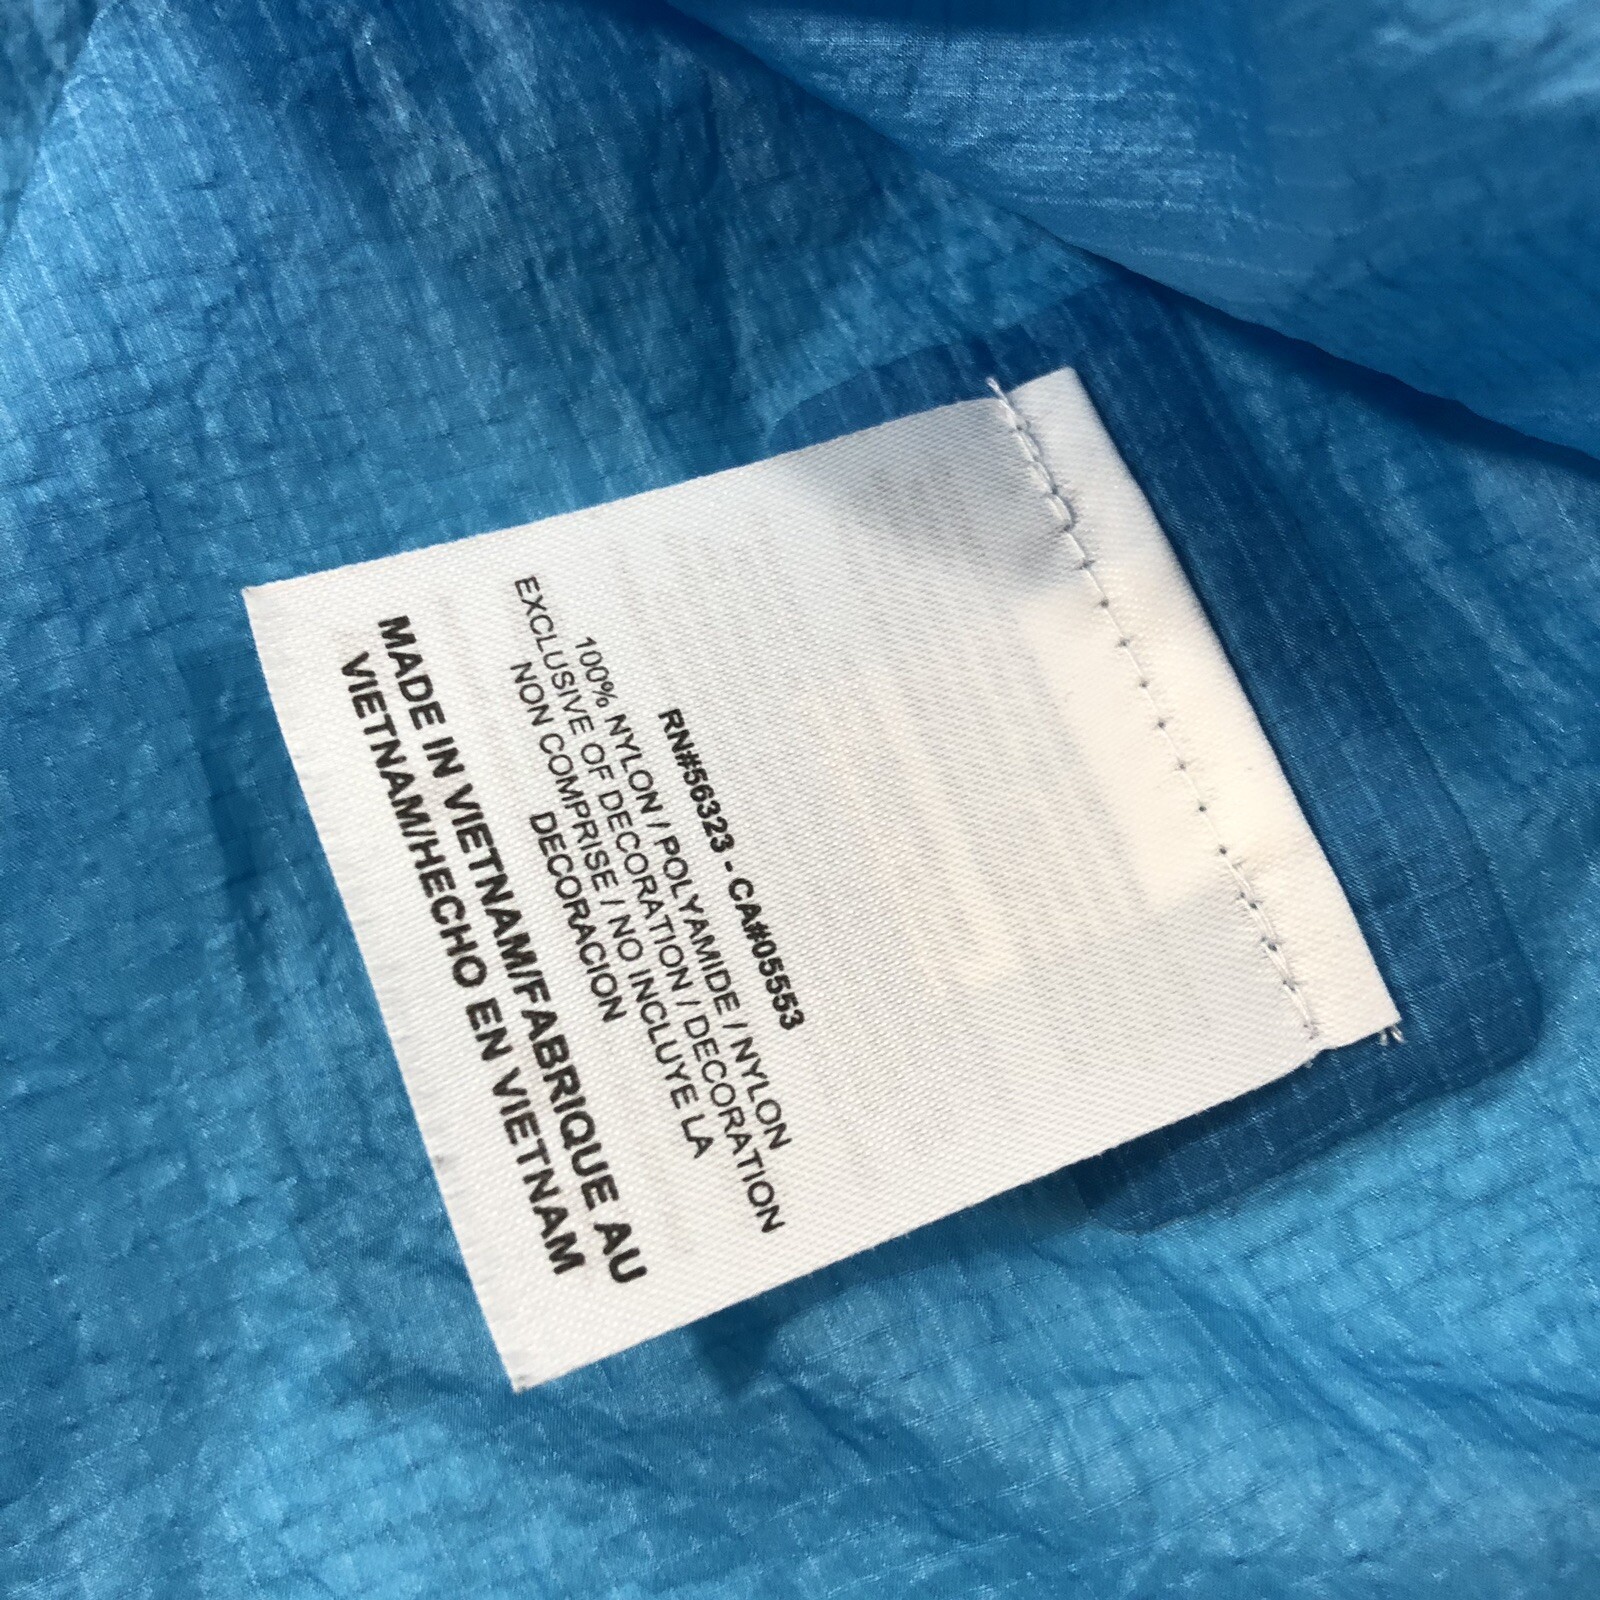 RN#56323 - CA#05553
100% NYLON / POLYAMIDE / NYLON
EXCLUSIVE OF DECORATION / DECORATION
NON COMPRISE / NO INCLUYE LA
DECORACION
MADE IN VIETNAM/FABRIQUE AU
VIETNAM/HECHO EN VIETNAM